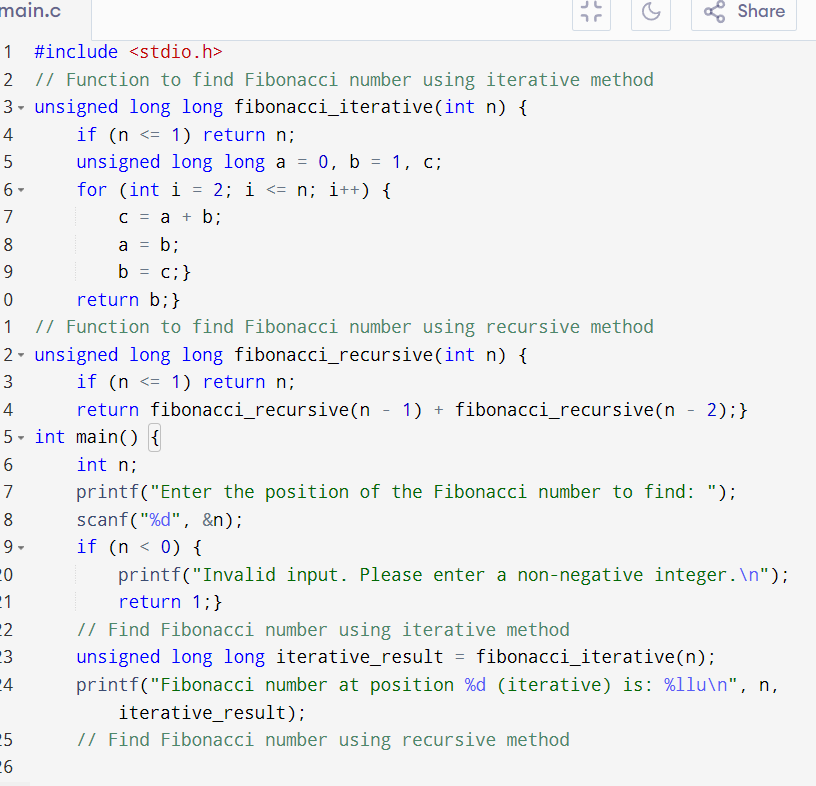 main.c
Share
1 #include <stdio.h>
2 // Function to find Fibonacci number using iterative method
3 unsigned long long fibonacci_iterative(int n) {
4     if (n <= 1) return n;
5     unsigned long long a = 0, b = 1, c;
6     for (int i = 2; i <= n; i++) {
7         c = a + b;
8         a = b;
9         b = c;}
0     return b;}
1 // Function to find Fibonacci number using recursive method
2 unsigned long long fibonacci_recursive(int n) {
3     if (n <= 1) return n;
4     return fibonacci_recursive(n - 1) + fibonacci_recursive(n - 2);}
5 int main() {
6     int n;
7     printf("Enter the position of the Fibonacci number to find: ");
8     scanf("%d", &n);
9     if (n < 0) {
20         printf("Invalid input. Please enter a non-negative integer.\n");
21         return 1;}
22     // Find Fibonacci number using iterative method
23     unsigned long long iterative_result = fibonacci_iterative(n);
24     printf("Fibonacci number at position %d (iterative) is: %llu\n", n,
        iterative_result);
25     // Find Fibonacci number using recursive method
26